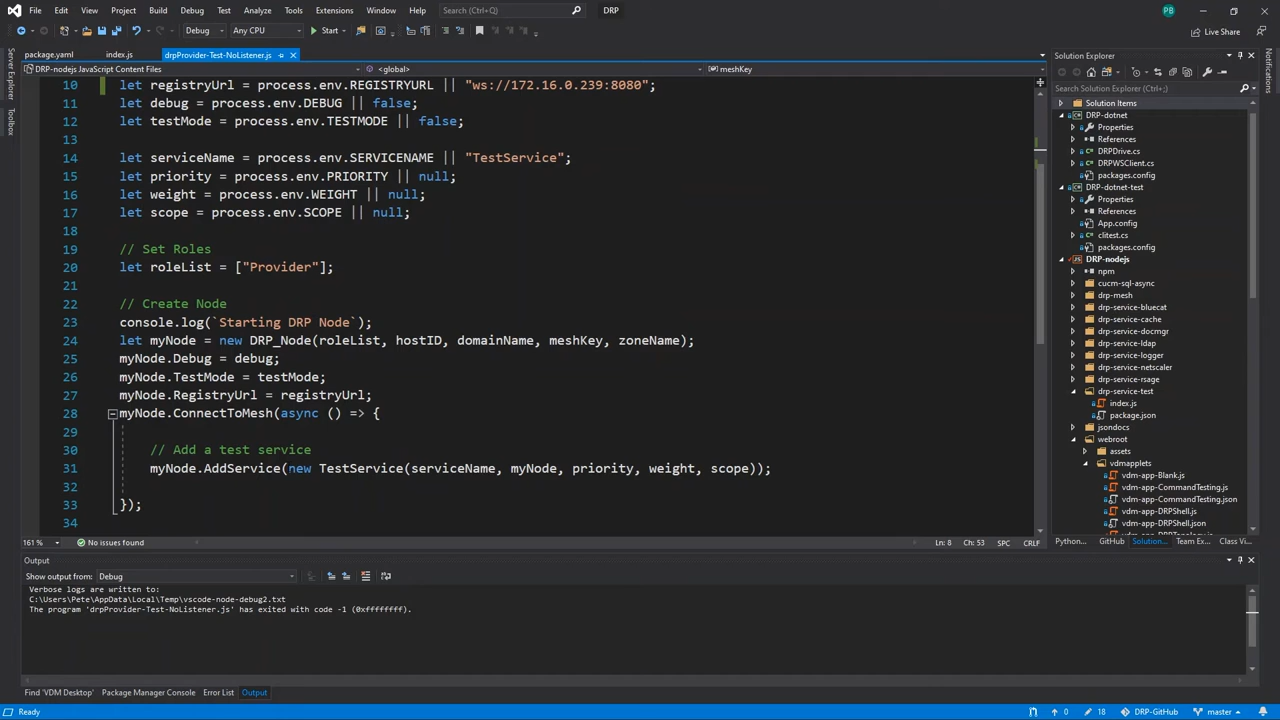 File Edit View Git Project Build Debug Test Analyze Tools Extensions Window Help Search (Ctrl+Q) DRP PB
Debug Any CPU Start Live Share
package.yaml index.js drpProvider-Test-NoListener.js
DRP-nodejs JavaScript Content Files <global> meshKey
10 let registryUrl = process.env.REGISTRYURL || "ws://172.16.0.239:8080";
11 let debug = process.env.DEBUG || false;
12 let testMode = process.env.TESTMODE || false;
13
14 let serviceName = process.env.SERVICENAME || "TestService";
15 let priority = process.env.PRIORITY || null;
16 let weight = process.env.WEIGHT || null;
17 let scope = process.env.SCOPE || null;
18
19 // Set Roles
20 let roleList = ["Provider"];
21
22 // Create Node
23 console.log(`Starting DRP Node`);
24 let myNode = new DRP_Node(roleList, hostID, domainName, meshKey, zoneName);
25 myNode.Debug = debug;
26 myNode.TestMode = testMode;
27 myNode.RegistryUrl = registryUrl;
28 myNode.ConnectToMesh(async () => {
29
30 // Add a test service
31 myNode.AddService(new TestService(serviceName, myNode, priority, weight, scope));
32
33 });
34
161 % No issues found Ln: 8 Ch: 53 SPC CRLF
Output
Show output from: Debug
Verbose logs are written to:
C:\Users\Pete\AppData\Local\Temp\vscode-node-debug2.txt
The program 'drpProvider-Test-NoListener.js' has exited with code -1 (0xffffffff).
Find 'VDM Desktop' Package Manager Console Error List Output
Ready 0 18 DRP-GitHub master
Server Explorer
Toolbox
Solution Explorer
Search Solution Explorer (Ctrl+;)
Solution Items
DRP-dotnet
Properties
References
DRPDrive.cs
DRPWSClient.cs
packages.config
DRP-dotnet-test
Properties
References
App.config
clitest.cs
packages.config
DRP-nodejs
npm
cucm-sql-async
drp-mesh
drp-service-bluecat
drp-service-cache
drp-service-docmgr
drp-service-ldap
drp-service-logger
drp-service-netscaler
drp-service-rsage
drp-service-test
index.js
package.json
jsondocs
webroot
assets
vdmapplets
vdm-app-Blank.js
vdm-app-CommandTesting.js
vdm-app-CommandTesting.json
vdm-app-DRPShell.js
vdm-app-DRPShell.json
Python... GitHub Solution... Team Ex... Class Vi...
Notifications